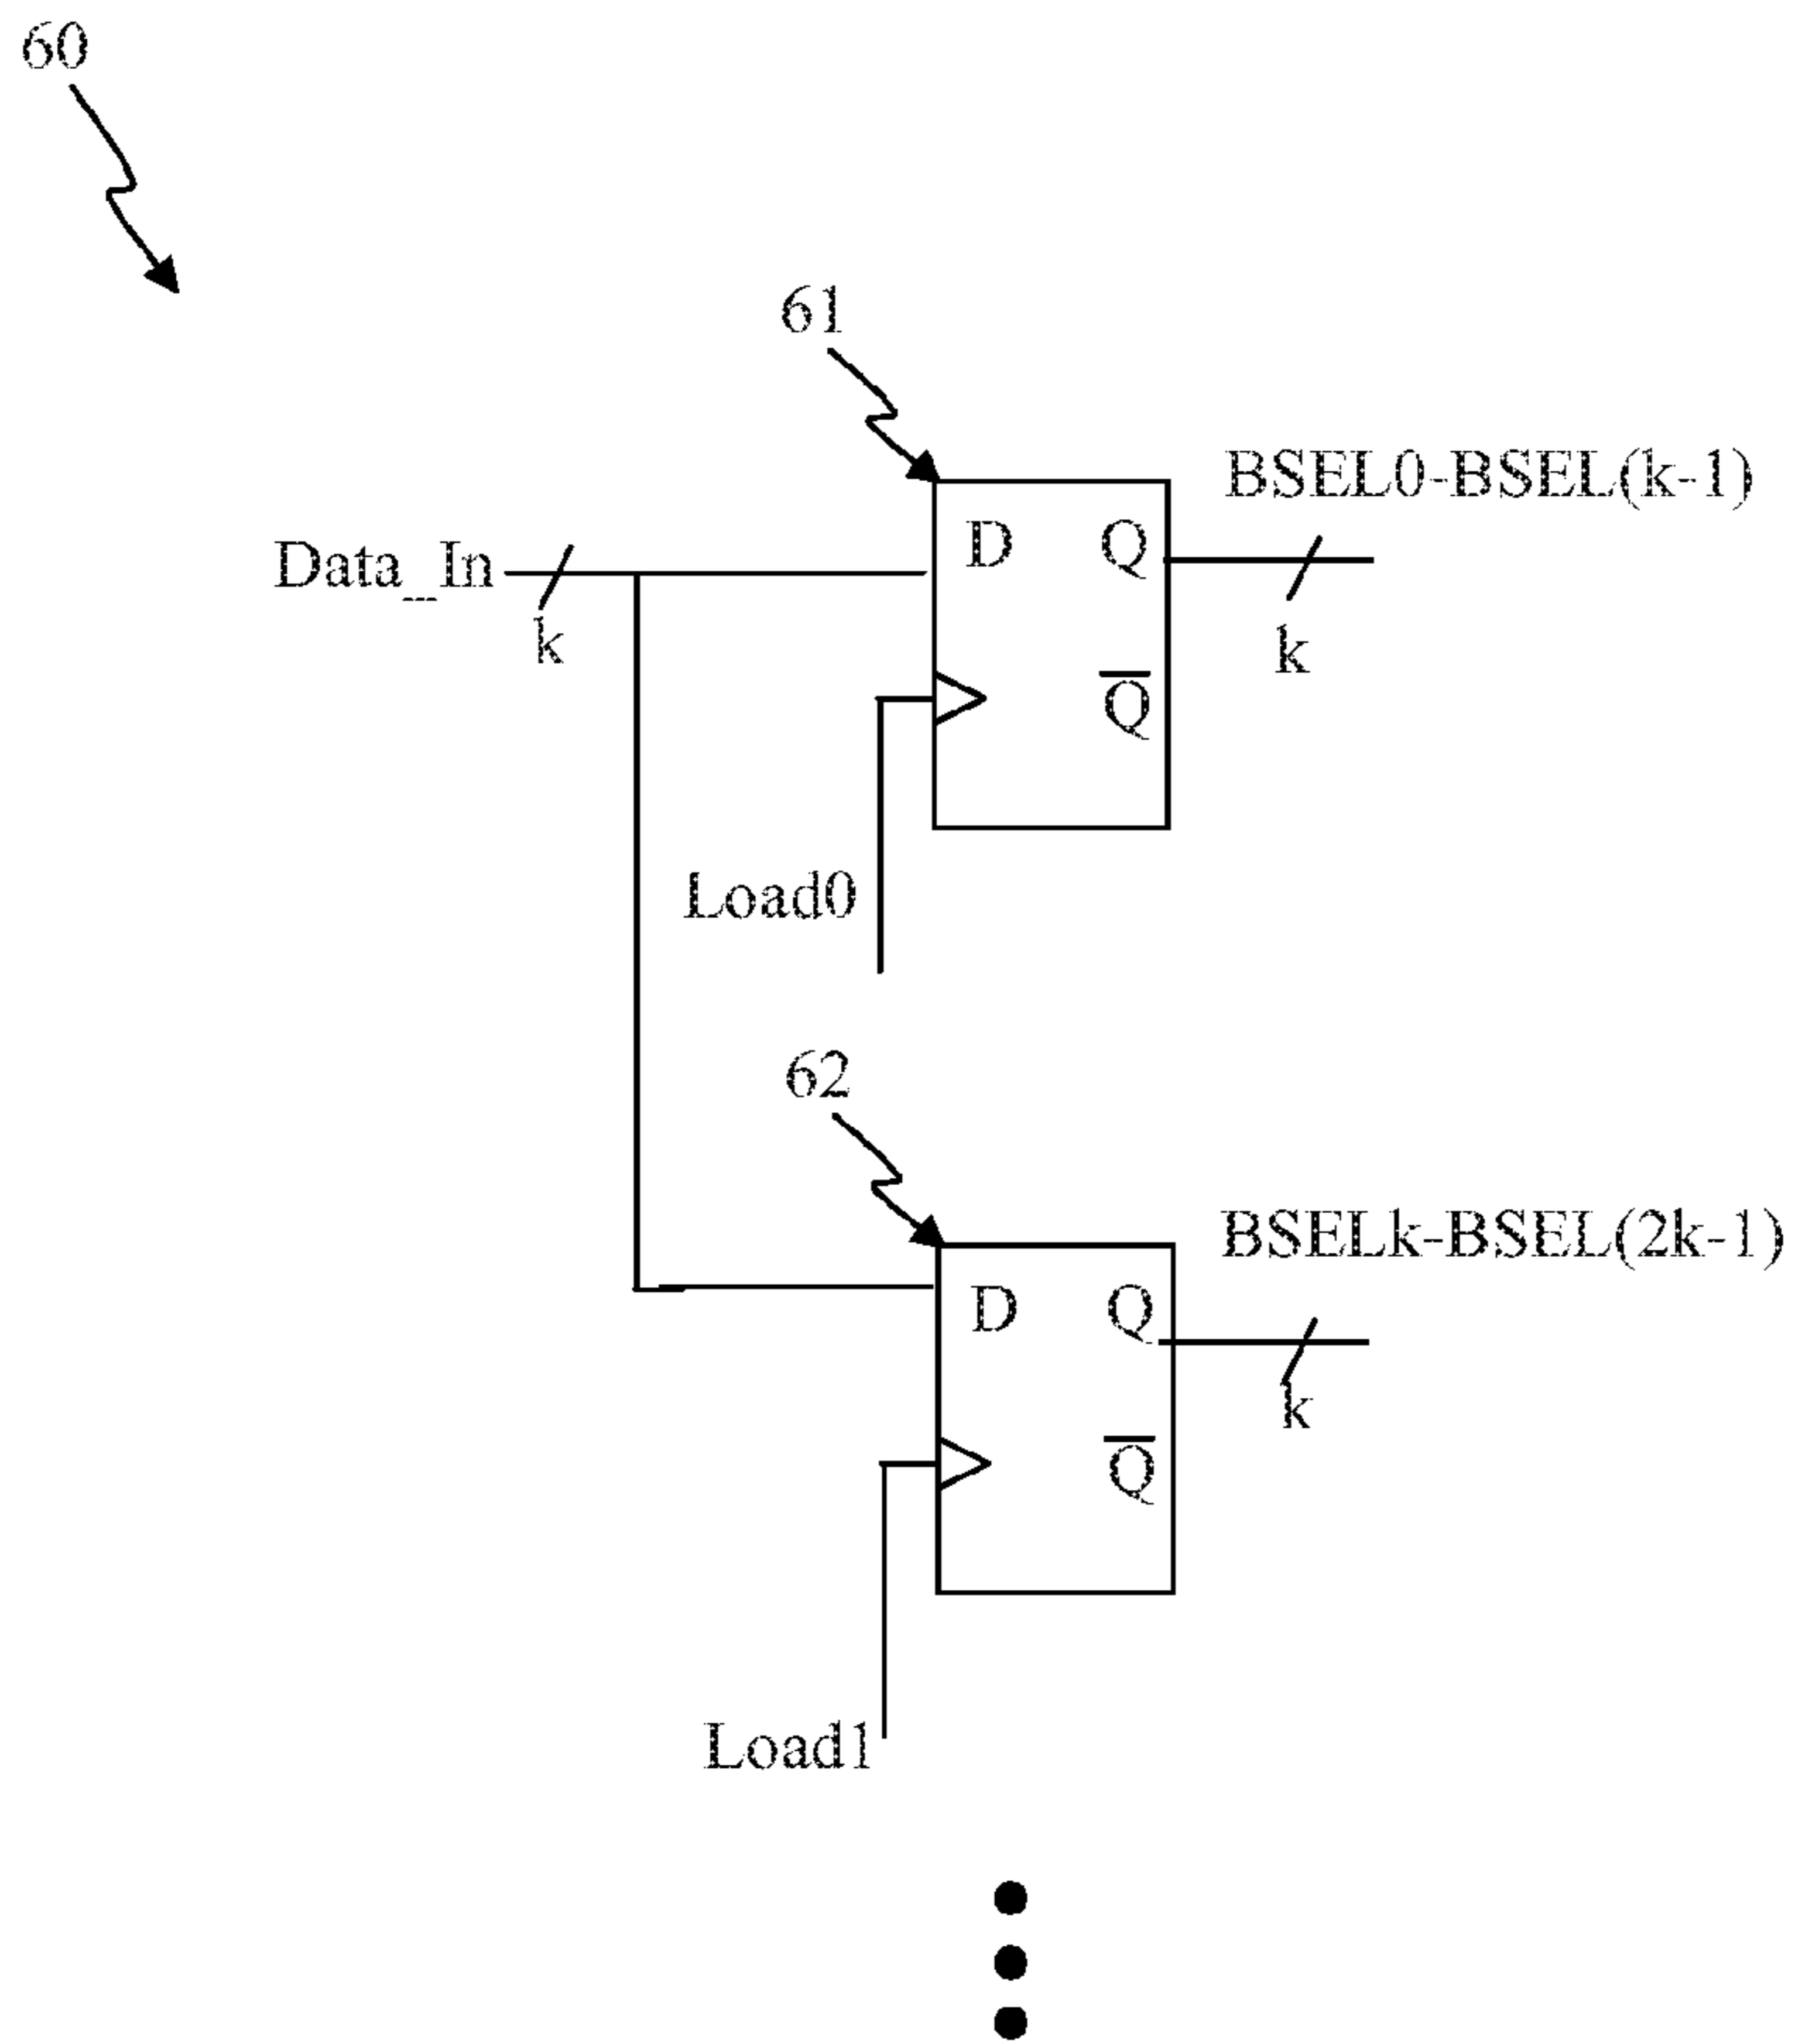 60
61
BSEL0-BSEL(k-1)
Data_In
D Q
k
k
Q̅
Load0
62
BSELk-BSEL(2k-1)
D Q
k
Q̅
Load1